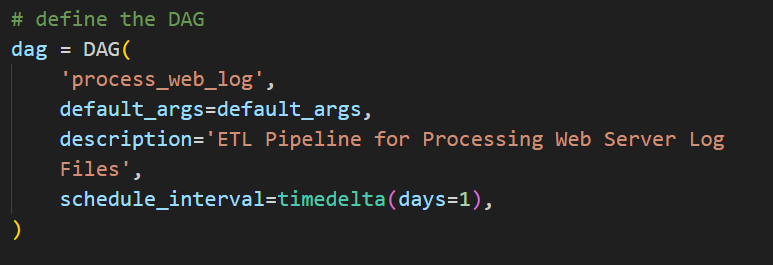 # define the DAG
dag = DAG(
    'process_web_log',
    default_args=default_args,
    description='ETL Pipeline for Processing Web Server Log
    Files',
    schedule_interval=timedelta(days=1),
)